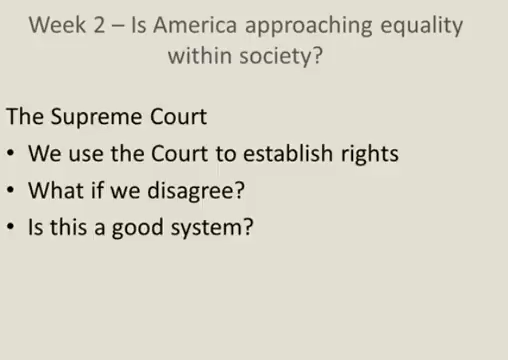 Week 2 – Is America approaching equality
within society?
The Supreme Court
• We use the Court to establish rights
• What if we disagree?
• Is this a good system?